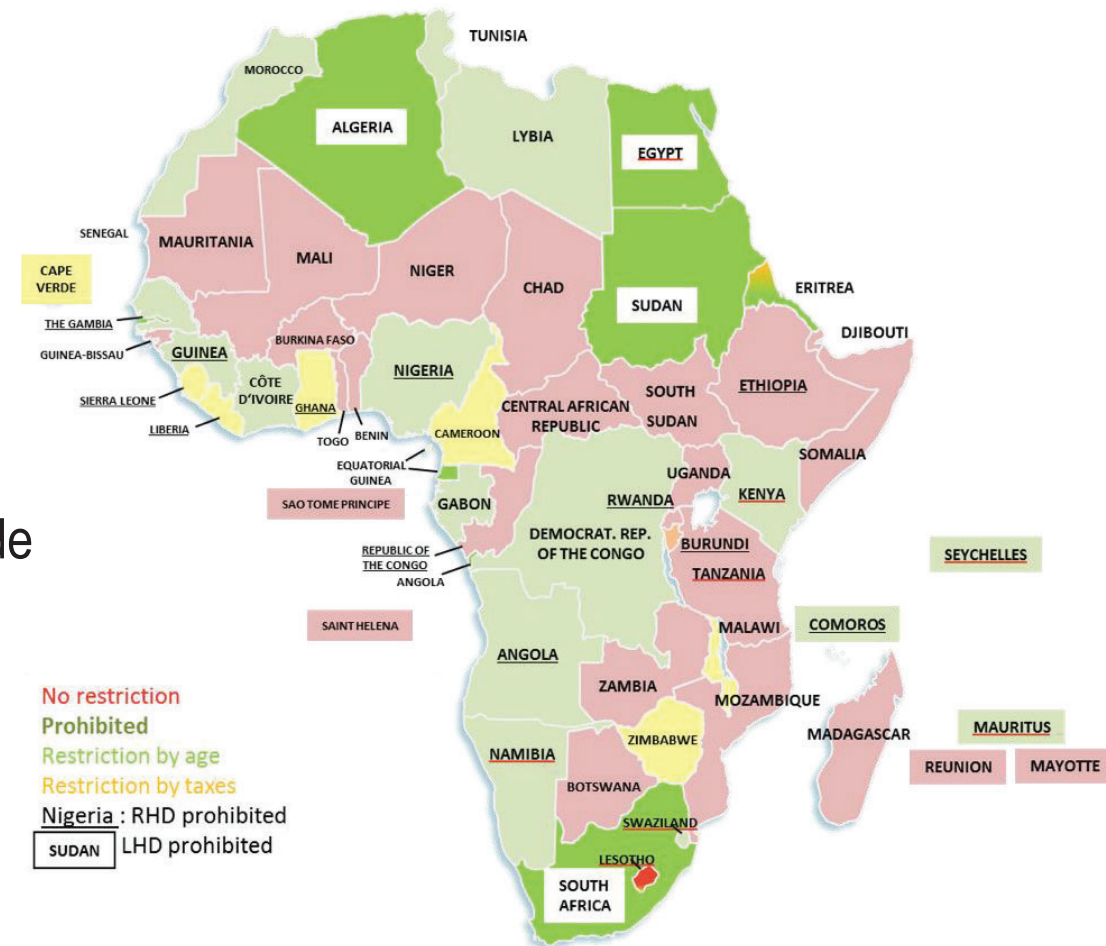 TUNISIA
MOROCCO
ALGERIA
LYBIA
EGYPT
SENEGAL
MAURITANIA
MALI
NIGER
CHAD
SUDAN
ERITREA
DJIBOUTI
CAPE
VERDE
THE GAMBIA
GUINEA-BISSAU
GUINEA
BURKINA FASO
NIGERIA
CÔTE
D'IVOIRE
GHANA
SIERRA LEONE
LIBERIA
TOGO
BENIN
CAMEROON
CENTRAL AFRICAN
REPUBLIC
SOUTH
SUDAN
ETHIOPIA
SOMALIA
EQUATORIAL
GUINEA
UGANDA
KENYA
SAO TOME PRINCIPE
GABON
RWANDA
DEMOCRAT. REP.
OF THE CONGO
BURUNDI
TANZANIA
de
REPUBLIC OF
THE CONGO
ANGOLA
SEYCHELLES
SAINT HELENA
COMOROS
MALAWI
ANGOLA
ZAMBIA
MOZAMBIQUE
MADAGASCAR
MAURITUS
REUNION
MAYOTTE
ZIMBABWE
NAMIBIA
BOTSWANA
SWAZILAND
LESOTHO
SOUTH
AFRICA
No restriction
Prohibited
Restriction by age
Restriction by taxes
Nigeria : RHD prohibited
SUDAN LHD prohibited